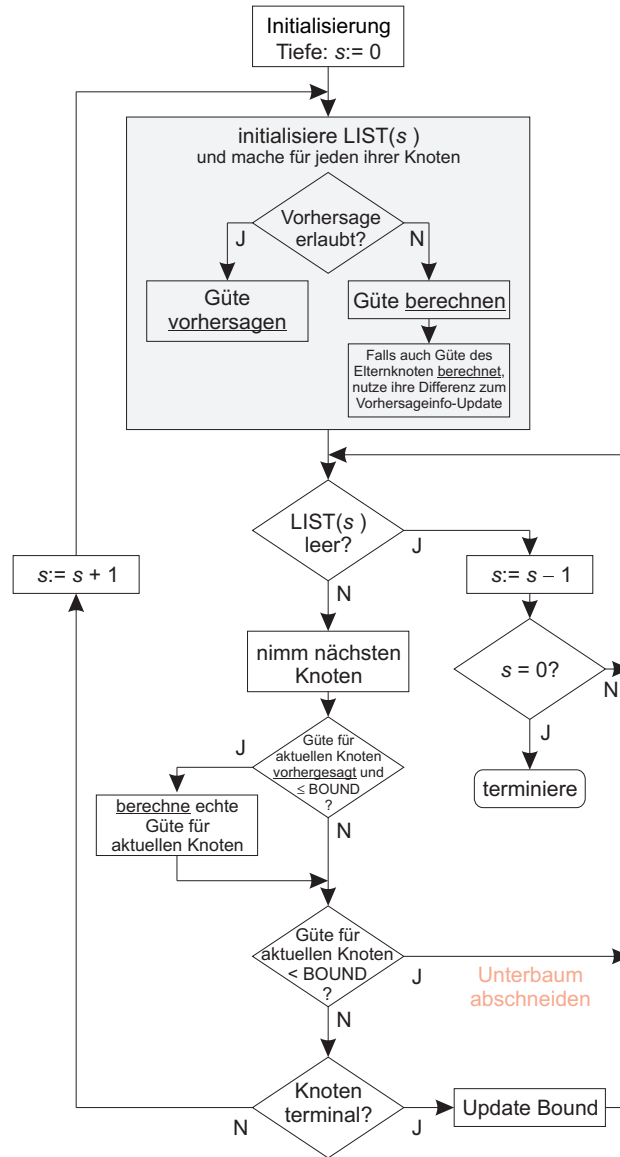 Initialisierung
Tiefe: s:= 0
initialisiere LIST(s )
und mache für jeden ihrer Knoten
Vorhersage
erlaubt?
J
N
Güte
vorhersagen
Güte berechnen
Falls auch Güte des
Elternknoten berechnet,
nutze ihre Differenz zum
Vorhersageinfo-Update
LIST(s )
leer?
J
N
s:= s + 1
s:= s − 1
nimm nächsten
Knoten
s = 0?
N
J
terminiere
Güte für
aktuellen Knoten
vorhergesagt und
≤ BOUND
?
J
N
berechne echte
Güte für
aktuellen Knoten
Güte für
aktuellen Knoten
< BOUND
?
J
N
Unterbaum
abschneiden
Knoten
terminal?
N
J
Update Bound